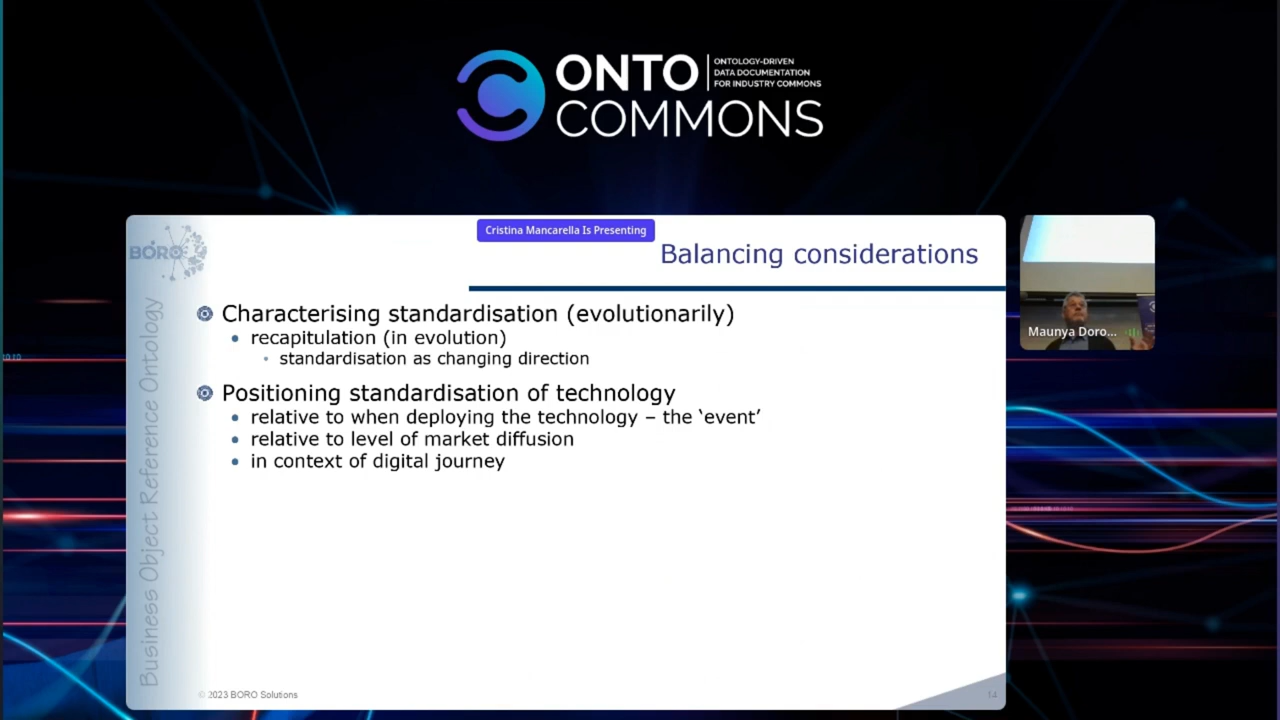 ONTO
COMMONS
ONTOLOGY-DRIVEN
DATA DOCUMENTATION
FOR INDUSTRY COMMONS
Cristina Mancarella Is Presenting
BORO
Balancing considerations
Characterising standardisation (evolutionarily)
recapitulation (in evolution)
standardisation as changing direction
Positioning standardisation of technology
relative to when deploying the technology – the ‘event’
relative to level of market diffusion
in context of digital journey
Business Object Reference Ontology
© 2023 BORO Solutions
14
Maunya Doro...